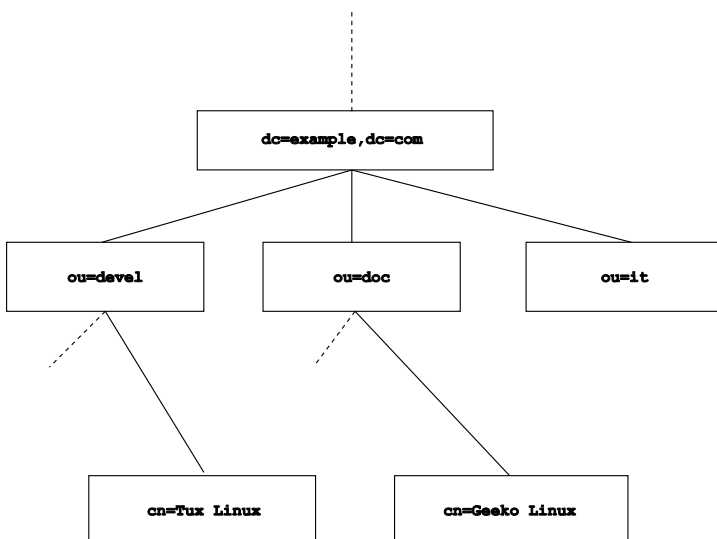 dc=example,dc=com
ou=devel
ou=doc
ou=it
cn=Tux Linux
cn=Geeko Linux